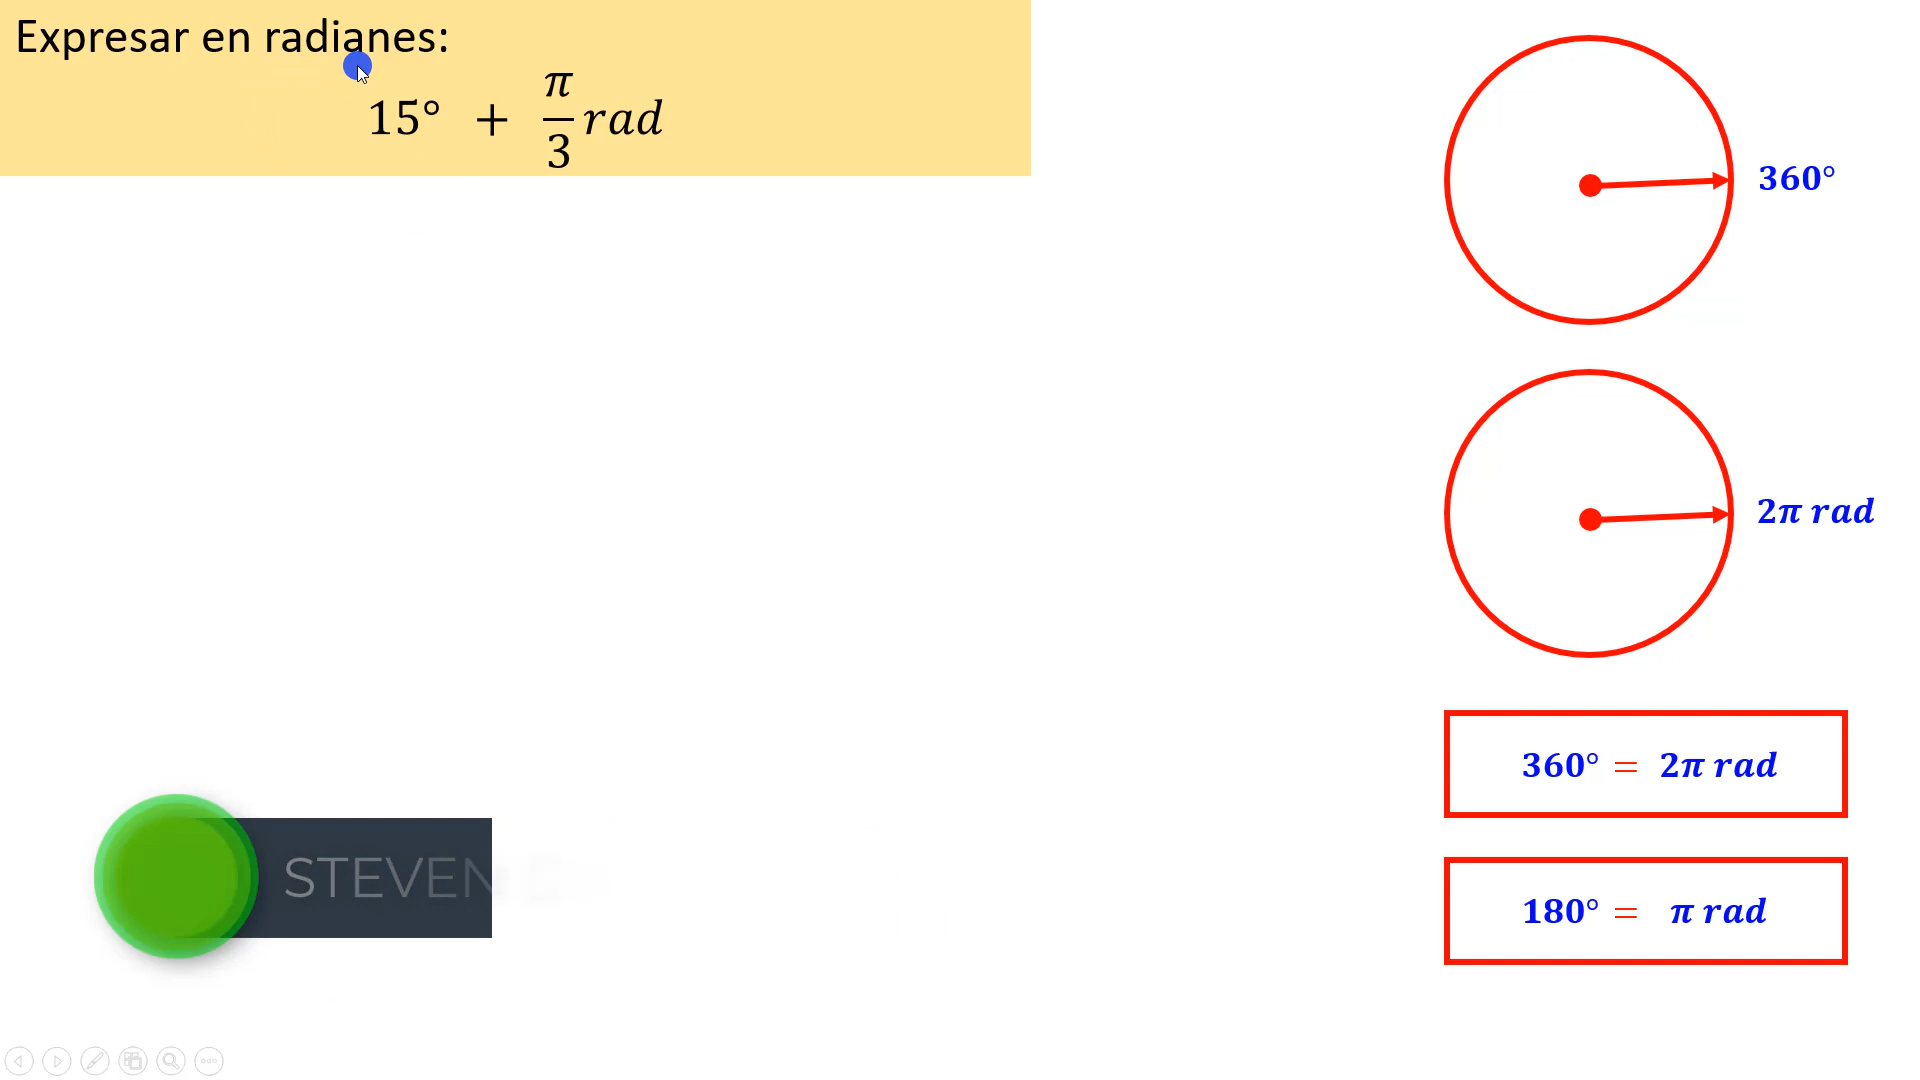 Expresar en radianes:
15° + π/3 rad
360°
2π rad
360° = 2π rad
180° = π rad
STEVEN